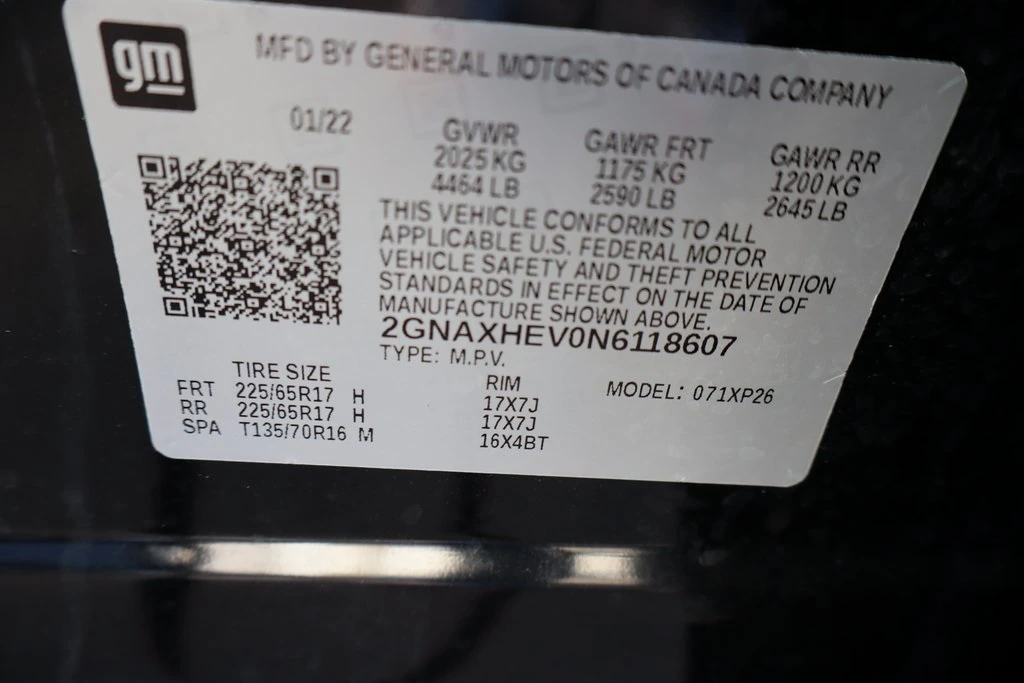 gm
MFD BY GENERAL MOTORS OF CANADA COMPANY
01/22
GVWR
2025 KG
4464 LB
GAWR FRT
1175 KG
2590 LB
GAWR RR
1200 KG
2645 LB
THIS VEHICLE CONFORMS TO ALL
APPLICABLE U.S. FEDERAL MOTOR
VEHICLE SAFETY AND THEFT PREVENTION
STANDARDS IN EFFECT ON THE DATE OF
MANUFACTURE SHOWN ABOVE.
2GNAXHEV0N6118607
TYPE: M.P.V.
TIRE SIZE RIM MODEL: 071XP26
FRT 225/65R17 H 17X7J
RR 225/65R17 H 17X7J
SPA T135/70R16 M 16X4BT